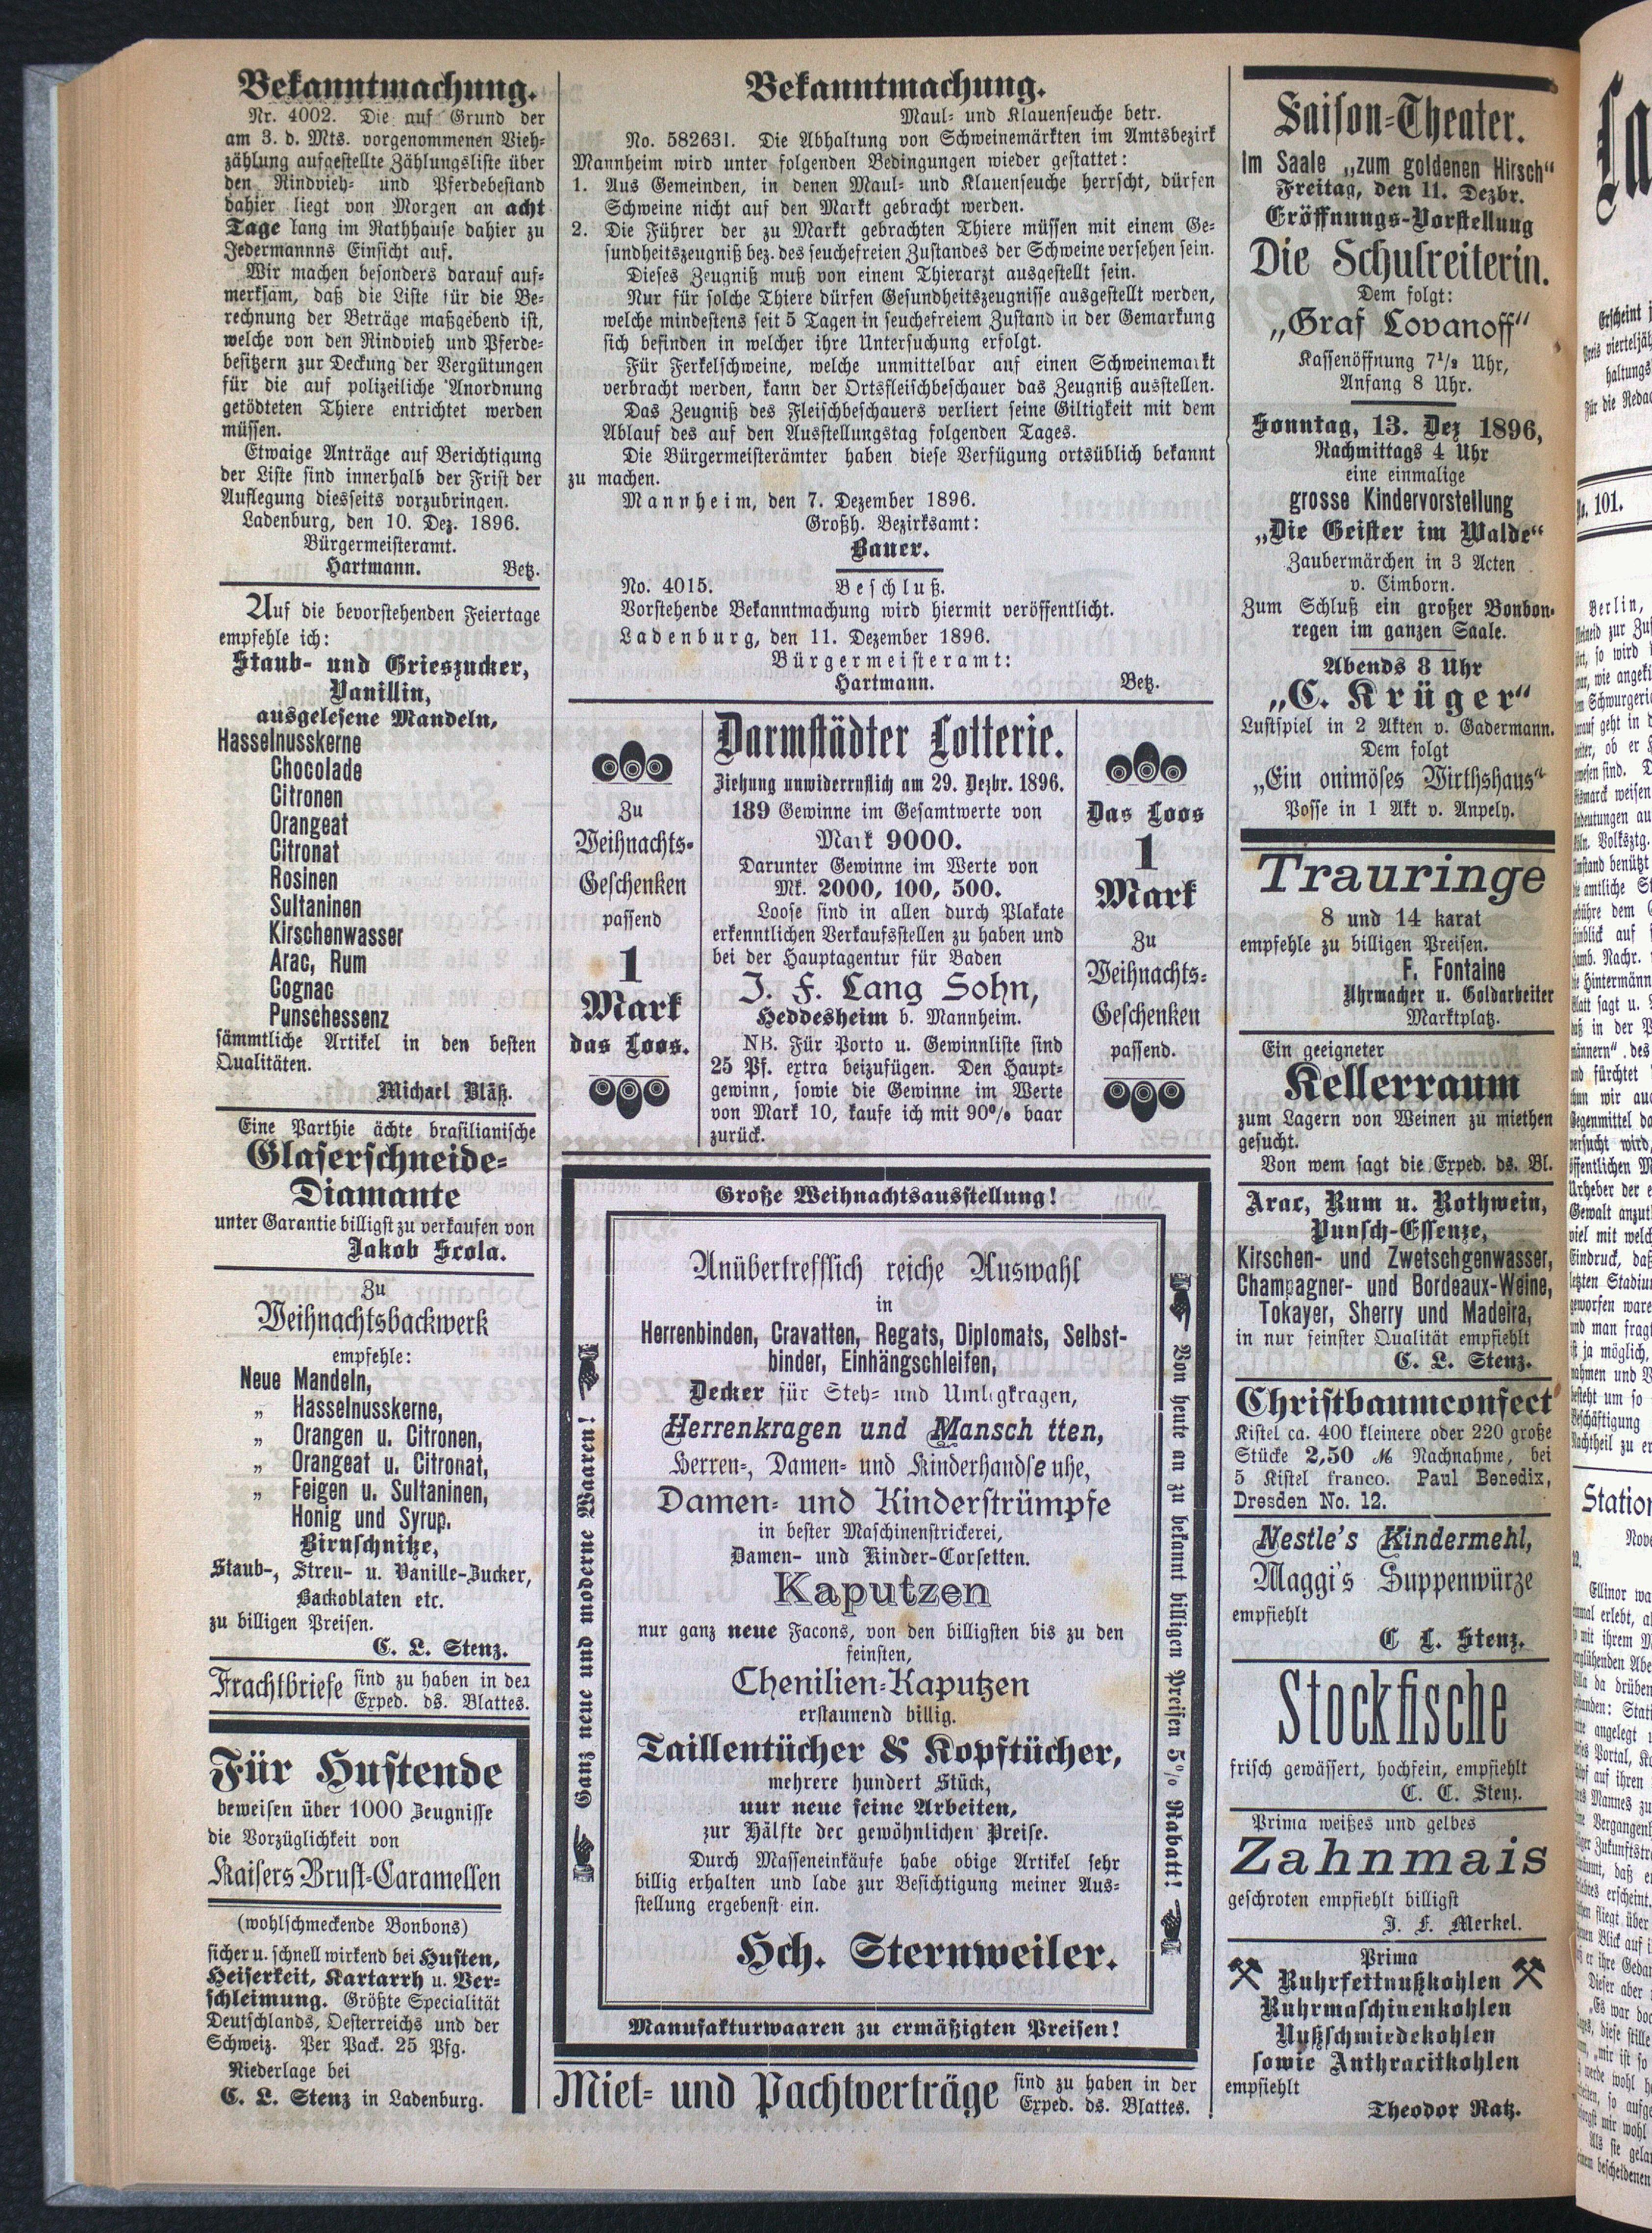 Bekanntmachung.
Nr. 4002. Die auf Grund der
am 3. d. Mts. vorgenommenen Vieh-
zählung aufgestellte Zählungsliste über
den Rindvieh- und Pferdebestand
dahier liegt von Morgen an acht
Tage lang im Rathhause dahier zu
Jedermannns Einsicht auf.
Wir machen besonders darauf auf-
merksam, daß die Liste für die Be-
rechnung der Beträge maßgebend ist,
welche von den Rindvieh und Pferde-
besitzern zur Deckung der Vergütungen
für die auf polizeiliche Anordnung
getödteten Thiere entrichtet werden
müssen.
Etwaige Anträge auf Berichtigung
der Liste sind innerhalb der Frist der
Auflegung diesseits vorzubringen.
Ladenburg, den 10. Dez. 1896.
Bürgermeisteramt.
Hartmann. Betz.
Auf die bevorstehenden Feiertage
empfehle ich:
Staub- und Grieszucker,
Vanillin,
ausgelesene Mandeln,
Hasselnusskerne
Chocolade
Citronen
Orangeat
Citronat
Rosinen
Sultaninen
Kirschenwasser
Arac, Rum
Cognac
Punschessenz
sämmtliche Artikel in den besten
Qualitäten.
Michael Bläß.
Eine Parthie ächte brasilianische
Glaserschneide-
Diamante
unter Garantie billigst zu verkaufen von
Jakob Scola.
Zu
Weihnachtsbackwerk
empfehle:
Neue Mandeln,
„ Hasselnusskerne,
„ Orangen u. Citronen,
„ Orangeat u. Citronat,
„ Feigen u. Sultaninen,
Honig und Syrup.
Birnschnitze,
Staub-, Streu- u. Vanille-Zucker,
Backoblaten etc.
zu billigen Preisen.
C. L. Stenz.
Frachtbriefe sind zu haben in der
Exped. ds. Blattes.
Für Hustende
beweisen über 1000 Zeugnisse
die Vorzüglichkeit von
Kaisers Brust-Caramellen
(wohlschmeckende Bonbons)
sicher u. schnell wirkend bei Husten,
Heiserkeit, Kartarrh u. Ver-
schleimung. Größte Specialität
Deutschlands, Oesterreichs und der
Schweiz. Per Pack. 25 Pfg.
Niederlage bei
C. L. Stenz in Ladenburg.
Bekanntmachung.
Maul- und Klauenseuche betr.
No. 58263I. Die Abhaltung von Schweinemärkten im Amtsbezirk
Mannheim wird unter folgenden Bedingungen wieder gestattet:
1. Aus Gemeinden, in denen Maul- und Klauenseuche herrscht, dürfen
Schweine nicht auf den Markt gebracht werden.
2. Die Führer der zu Markt gebrachten Thiere müssen mit einem Ge-
sundheitszeugniß bez. des seuchefreien Zustandes der Schweine versehen sein.
Dieses Zeugniß muß von einem Thierarzt ausgestellt sein.
Nur für solche Thiere dürfen Gesundheitszeugnisse ausgestellt werden,
welche mindestens seit 5 Tagen in seuchefreiem Zustand in der Gemarkung
sich befinden in welcher ihre Untersuchung erfolgt.
Für Ferkelschweine, welche unmittelbar auf einen Schweinemarkt
verbracht werden, kann der Ortsfleischbeschauer das Zeugniß ausstellen.
Das Zeugniß des Fleischbeschauers verliert seine Giltigkeit mit dem
Ablauf des auf den Ausstellungstag folgenden Tages.
Die Bürgermeisterämter haben diese Verfügung ortsüblich bekannt
zu machen.
Mannheim, den 7. Dezember 1896.
Großh. Bezirksamt:
Bauer.
No. 4015. Beschluß.
Vorstehende Bekanntmachung wird hiermit veröffentlicht.
Ladenburg, den 11. Dezember 1896.
Bürgermeisteramt:
Hartmann. Betz.
Zu
Weihnachts-
Geschenken
passend
1
Mark
das Loos.
Darmstädter Lotterie.
Ziehung unwiderruflich am 29. Dezbr. 1896.
189 Gewinne im Gesamtwerte von
Mark 9000.
Darunter Gewinne im Werte von
Mk. 2000, 100, 500.
Loose sind in allen durch Plakate
erkenntlichen Verkaufsstellen zu haben und
bei der Hauptagentur für Baden
J. F. Lang Sohn,
Heddesheim b. Mannheim.
NB. Für Porto u. Gewinnliste sind
25 Pf. extra beizufügen. Den Haupt-
gewinn, sowie die Gewinne im Werte
von Mark 10, kaufe ich mit 90% baar
zurück.
Das Loos
1
Mark
Zu
Weihnachts-
Geschenken
passend.
Große Weihnachtsausstellung!
Ganz neue und moderne Waaren!
Anübertrefflich reiche Auswahl
in
Herrenbinden, Cravatten, Regats, Diplomats, Selbst-
binder, Einhängschleifen,
Decker für Steh- und Umlegkragen,
Herrenkragen und Mansch tten,
Herren-, Damen- und Kinderhandse uhe,
Damen- und Kinderstrümpfe
in bester Maschinenstrickerei,
Damen- und Kinder-Corsetten.
Kaputzen
nur ganz neue Facons, von den billigsten bis zu den
feinsten,
Chenilien-Kaputzen
erstaunend billig.
Taillentücher & Kopftücher,
mehrere hundert Stück,
nur neue feine Arbeiten,
zur Hälfte der gewöhnlichen Preise.
Durch Masseneinkäufe habe obige Artikel sehr
billig erhalten und lade zur Besichtigung meiner Aus-
stellung ergebenst ein.
Hch. Sternweiler.
Von heute an zu bekannt billigen Preisen 5% Rabatt!
Manufakturwaaren zu ermäßigten Preisen!
Miet- und Pachtverträge sind zu haben in der
Exped. ds. Blattes.
Saison-Theater.
Im Saale „zum goldenen Hirsch“
Freitag, den 11. Dezbr.
Eröffnungs-Vorstellung
Die Schulreiterin.
Dem folgt:
„Graf Lovanoff“
Kassenöffnung 7½ Uhr,
Anfang 8 Uhr.
Sonntag, 13. Dez 1896,
Nachmittags 4 Uhr
eine einmalige
grosse Kindervorstellung
„Die Geister im Walde“
Zaubermärchen in 3 Acten
v. Cimborn.
Zum Schluß ein großer Bonbon-
regen im ganzen Saale.
Abends 8 Uhr
„C. Krüger“
Lustspiel in 2 Akten v. Gadermann.
Dem folgt
„Ein onimöses Wirthshaus“
Posse in 1 Akt v. Anpely.
Trauringe
8 und 14 karat
empfehle zu billigen Preisen.
F. Fontaine
Uhrmacher u. Goldarbeiter
Marktplatz.
Ein geeigneter
Kellerraum
zum Lagern von Weinen zu miethen
gesucht.
Von wem sagt die Exped. ds. Bl.
Arac, Rum u. Rothwein,
Punsch-Essenze,
Kirschen- und Zwetschgenwasser,
Champagner- und Bordeaux-Weine,
Tokayer, Sherry und Madeira,
in nur feinster Qualität empfiehlt
C. L. Stenz.
Christbaumconfect
Kistel ca. 400 kleinere oder 220 große
Stücke 2,50 M Nachnahme, bei
5 Kistel franco. Paul Benedix,
Dresden No. 12.
Nestle's Kindermehl,
Maggi's Suppenwürze
empfiehlt
C L. Stenz.
Stockfische
frisch gewässert, hochfein, empfiehlt
C. L. Stenz.
Prima weißes und gelbes
Zahnmais
geschroten empfiehlt billigst
J. F. Merkel.
Prima
Ruhrfettnußkohlen
Ruhrmaschinenkohlen
Nußschmiedekohlen
sowie Anthracitkohlen
empfiehlt
Theodor Ratz.
La
Erscheint
101.
Berlin,
Station